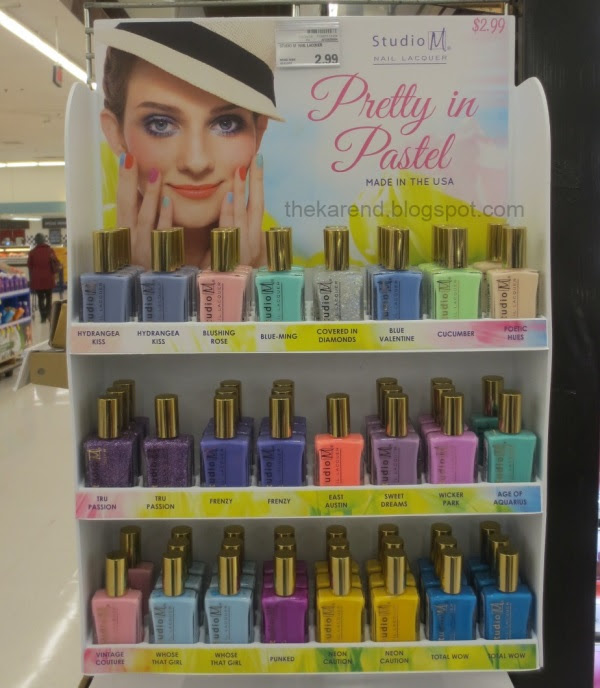 $2.99
STUDIO M NAIL LACQUER
2.99
Studio M®
NAIL LACQUER
Pretty in
Pastel
MADE IN THE USA
thekarend.blogspot.com
HYDRANGEA KISS
HYDRANGEA KISS
BLUSHING ROSE
BLUE-MING
COVERED IN DIAMONDS
BLUE VALENTINE
CUCUMBER
POETIC HUES
TRU PASSION
TRU PASSION
FRENZY
FRENZY
EAST AUSTIN
SWEET DREAMS
WICKER PARK
AGE OF AQUARIUS
VINTAGE COUTURE
WHOSE THAT GIRL
WHOSE THAT GIRL
PUNKED
NEON CAUTION
NEON CAUTION
TOTAL WOW
TOTAL WOW